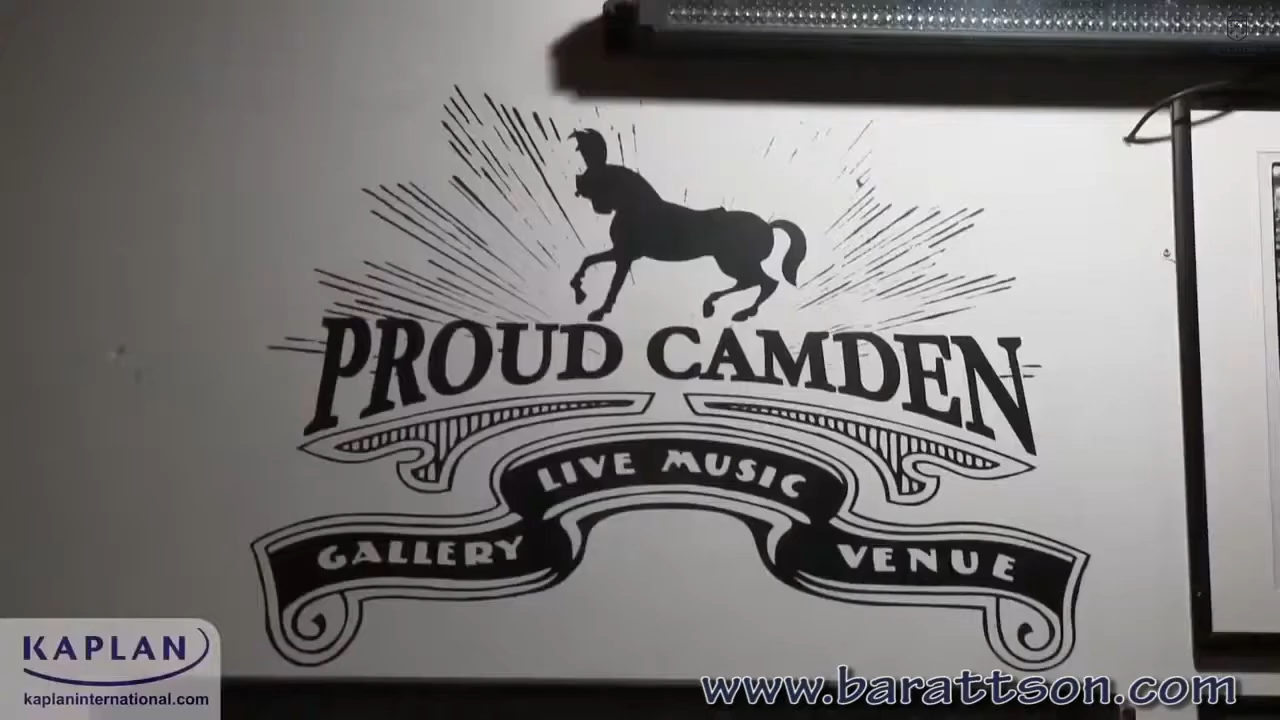 PROUD CAMDEN
LIVE MUSIC
GALLERY VENUE
KAPLAN
kaplaninternational.com
www.barattson.com